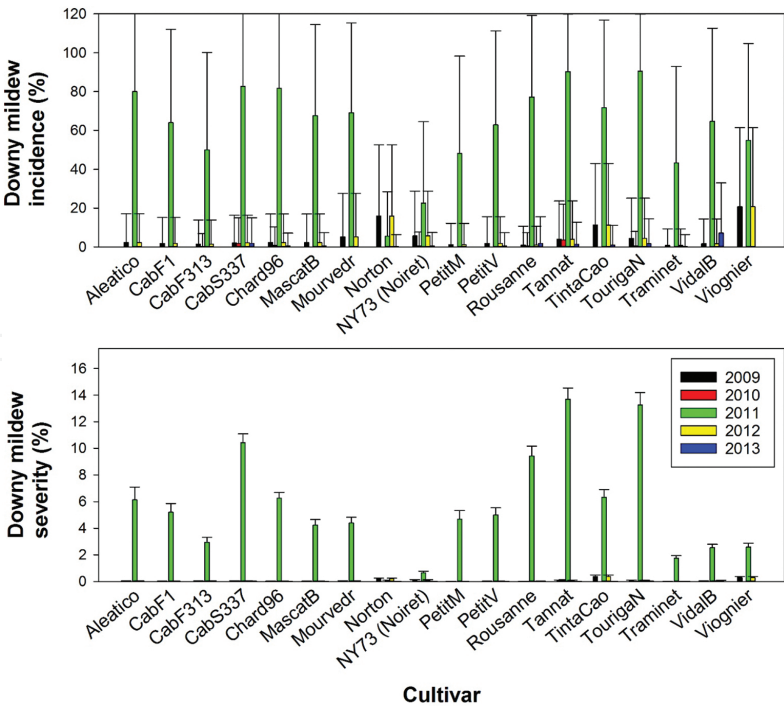 Downy mildew
incidence (%)
120
100
80
60
40
20
0
Aleatico
CabF1
CabF313
CabS337
Chard96
MascatB
Mourvedr
Norton
NY73 (Noiret)
PetitM
PetitV
Rousanne
Tannat
TintaCao
TourigaN
Traminet
VidalB
Viognier
Downy mildew
severity (%)
16
14
12
10
8
6
4
2
0
2009
2010
2011
2012
2013
Aleatico
CabF1
CabF313
CabS337
Chard96
MascatB
Mourvedr
Norton
NY73 (Noiret)
PetitM
PetitV
Rousanne
Tannat
TintaCao
TourigaN
Traminet
VidalB
Viognier
Cultivar